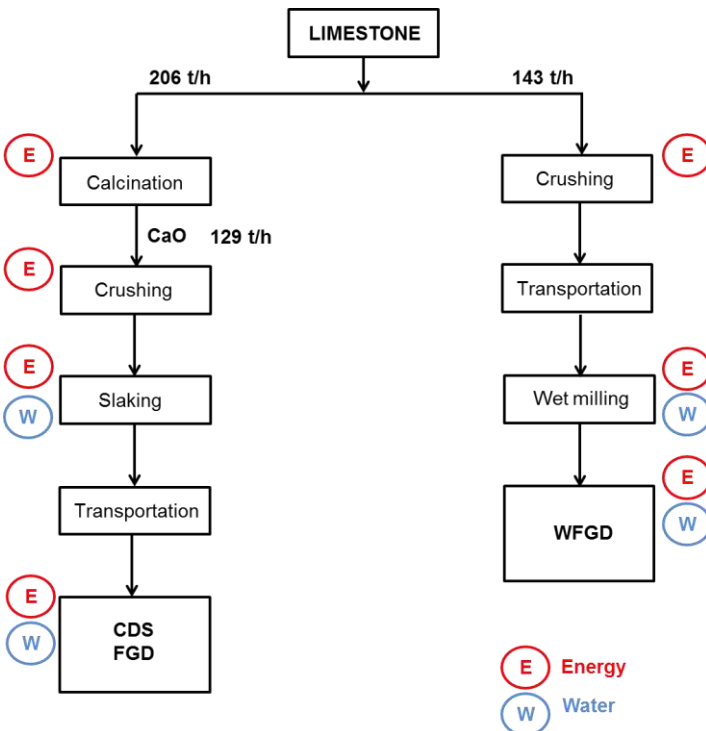 LIMESTONE
206 t/h
143 t/h
E
Calcination
Crushing
E
CaO 129 t/h
E
Crushing
Transportation
E
W
Slaking
Wet milling
E
W
Transportation
WFGD
E
W
E
W
CDS
FGD
E Energy
W Water